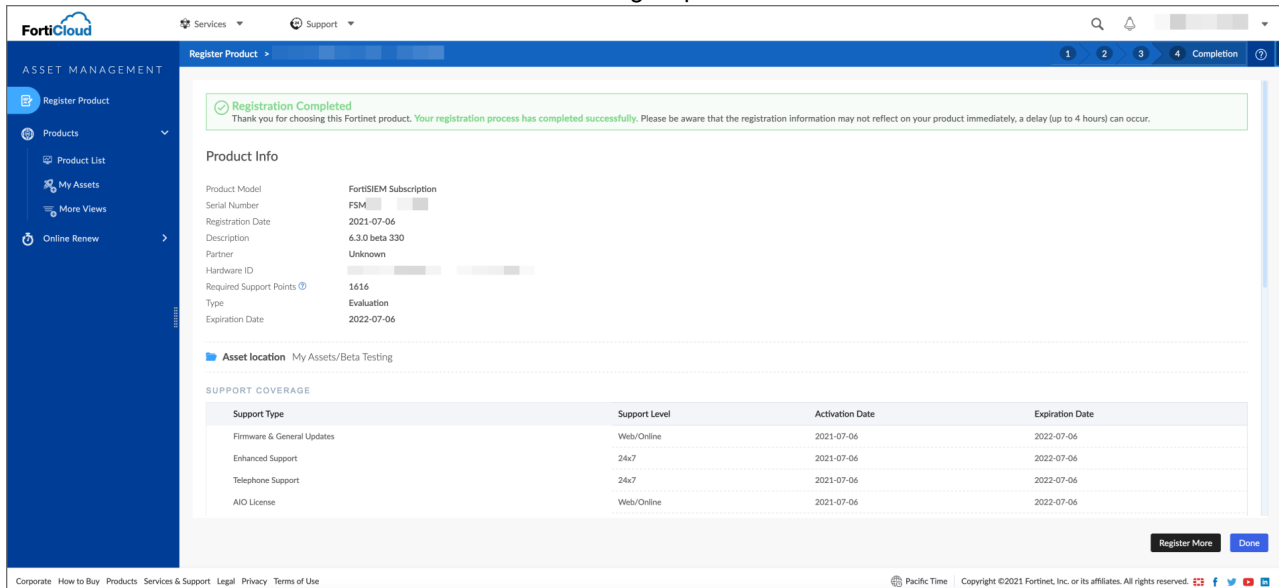 FortiCloud
Services
Support
ASSET MANAGEMENT
Register Product >
1 2 3 4 Completion
Register Product
Products
Product List
My Assets
More Views
Online Renew
Registration Completed
Thank you for choosing this Fortinet product. Your registration process has completed successfully. Please be aware that the registration information may not reflect on your product immediately, a delay (up to 4 hours) can occur.
Product Info
Product Model FortiSIEM Subscription
Serial Number FSM
Registration Date 2021-07-06
Description 6.3.0 beta 330
Partner Unknown
Hardware ID
Required Support Points 1616
Type Evaluation
Expiration Date 2022-07-06
Asset location My Assets/Beta Testing
SUPPORT COVERAGE
Support Type Support Level Activation Date Expiration Date
Firmware & General Updates Web/Online 2021-07-06 2022-07-06
Enhanced Support 24x7 2021-07-06 2022-07-06
Telephone Support 24x7 2021-07-06 2022-07-06
AIO License Web/Online 2021-07-06 2022-07-06
Register More Done
Corporate How to Buy Products Services & Support Legal Privacy Terms of Use Pacific Time Copyright ©2021 Fortinet, Inc. or its affiliates. All rights reserved.